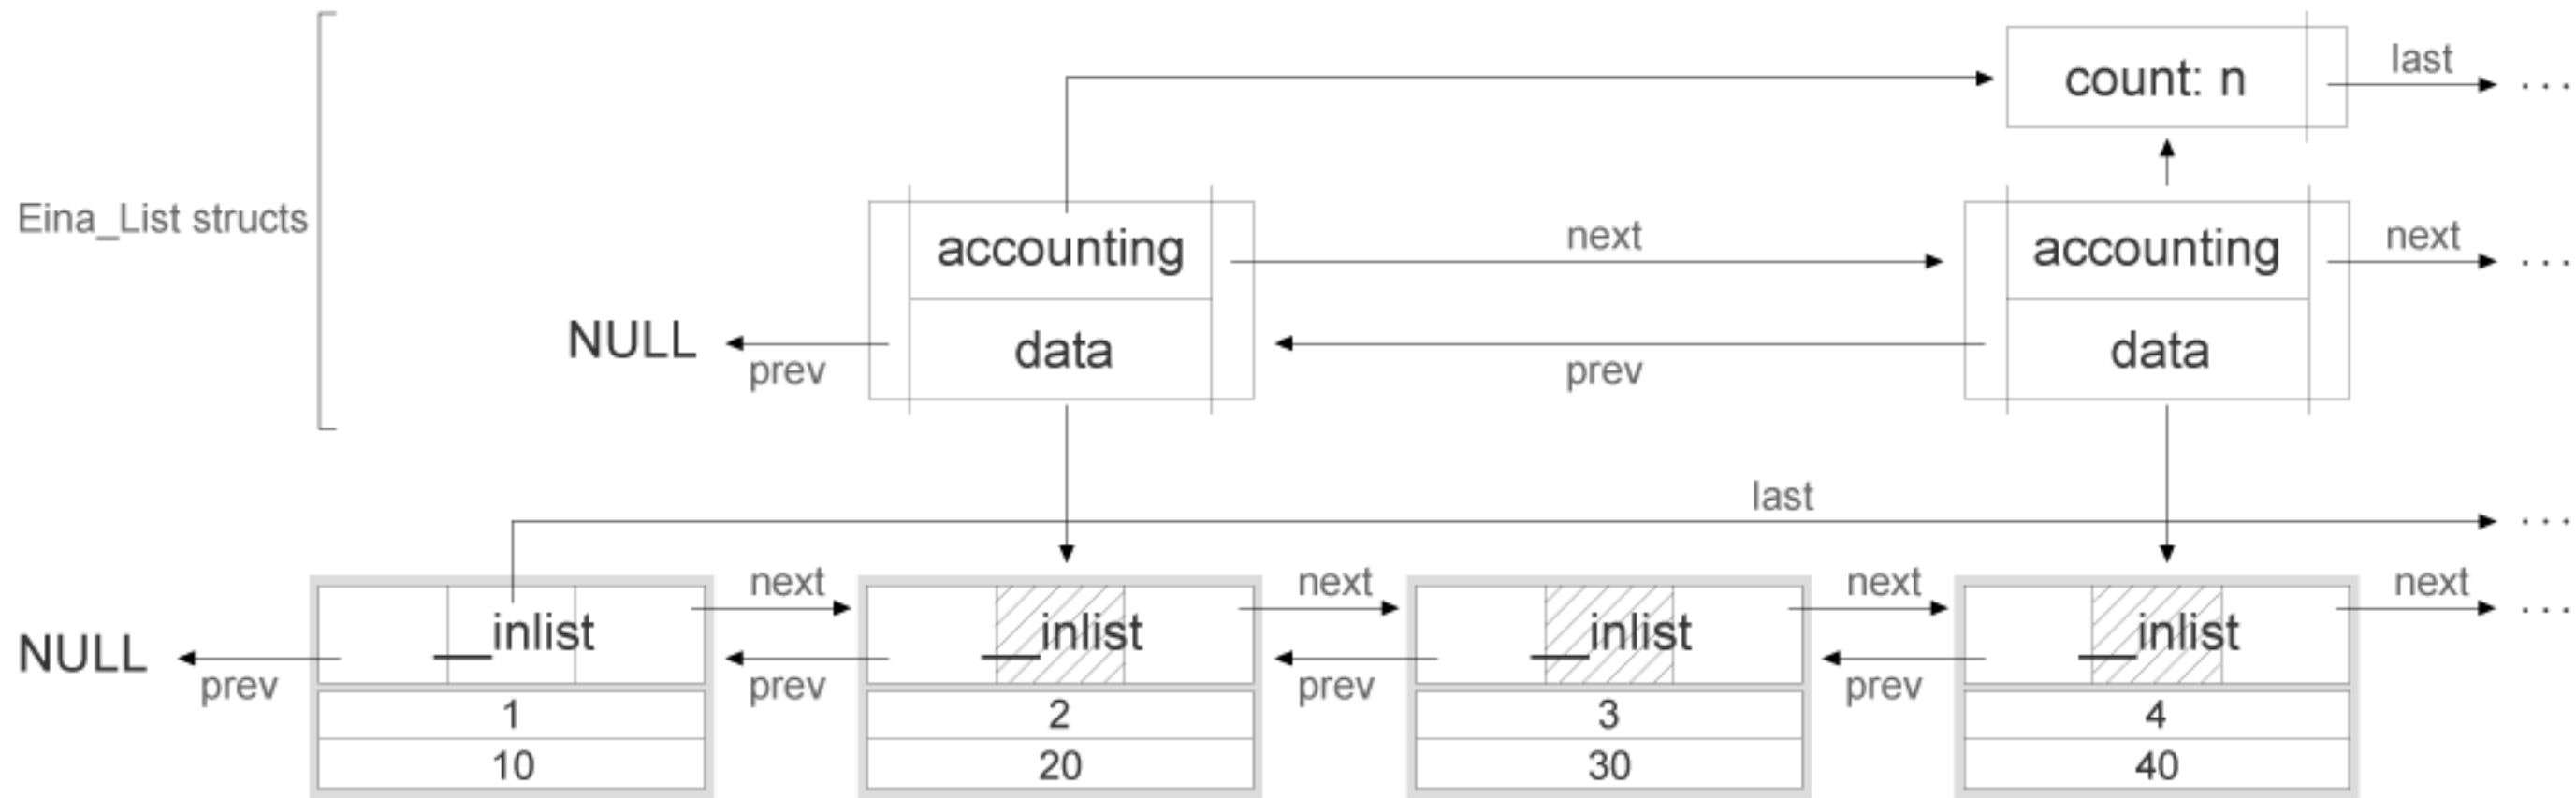 last
count: n
...
Eina_List structs
accounting
next
accounting
next
...
NULL
prev
data
prev
data
last
...
next
next
next
next
...
NULL
prev
__inlist
prev
__inlist
prev
__inlist
prev
__inlist
1
2
3
4
10
20
30
40